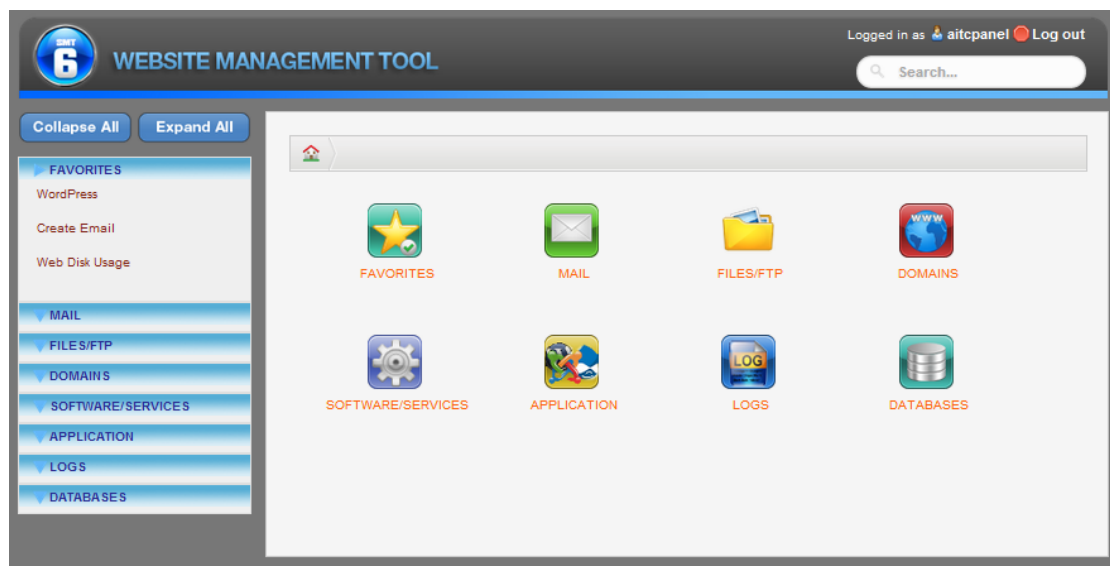 SMT
6
WEBSITE MANAGEMENT TOOL
Logged in as aitcpanel Log out
Search...
Collapse All Expand All
FAVORITES
WordPress
Create Email
Web Disk Usage
MAIL
FILES/FTP
DOMAINS
SOFTWARE/SERVICES
APPLICATION
LOGS
DATABASES
WWW
FAVORITES MAIL FILES/FTP DOMAINS
LOG
SOFTWARE/SERVICES APPLICATION LOGS DATABASES